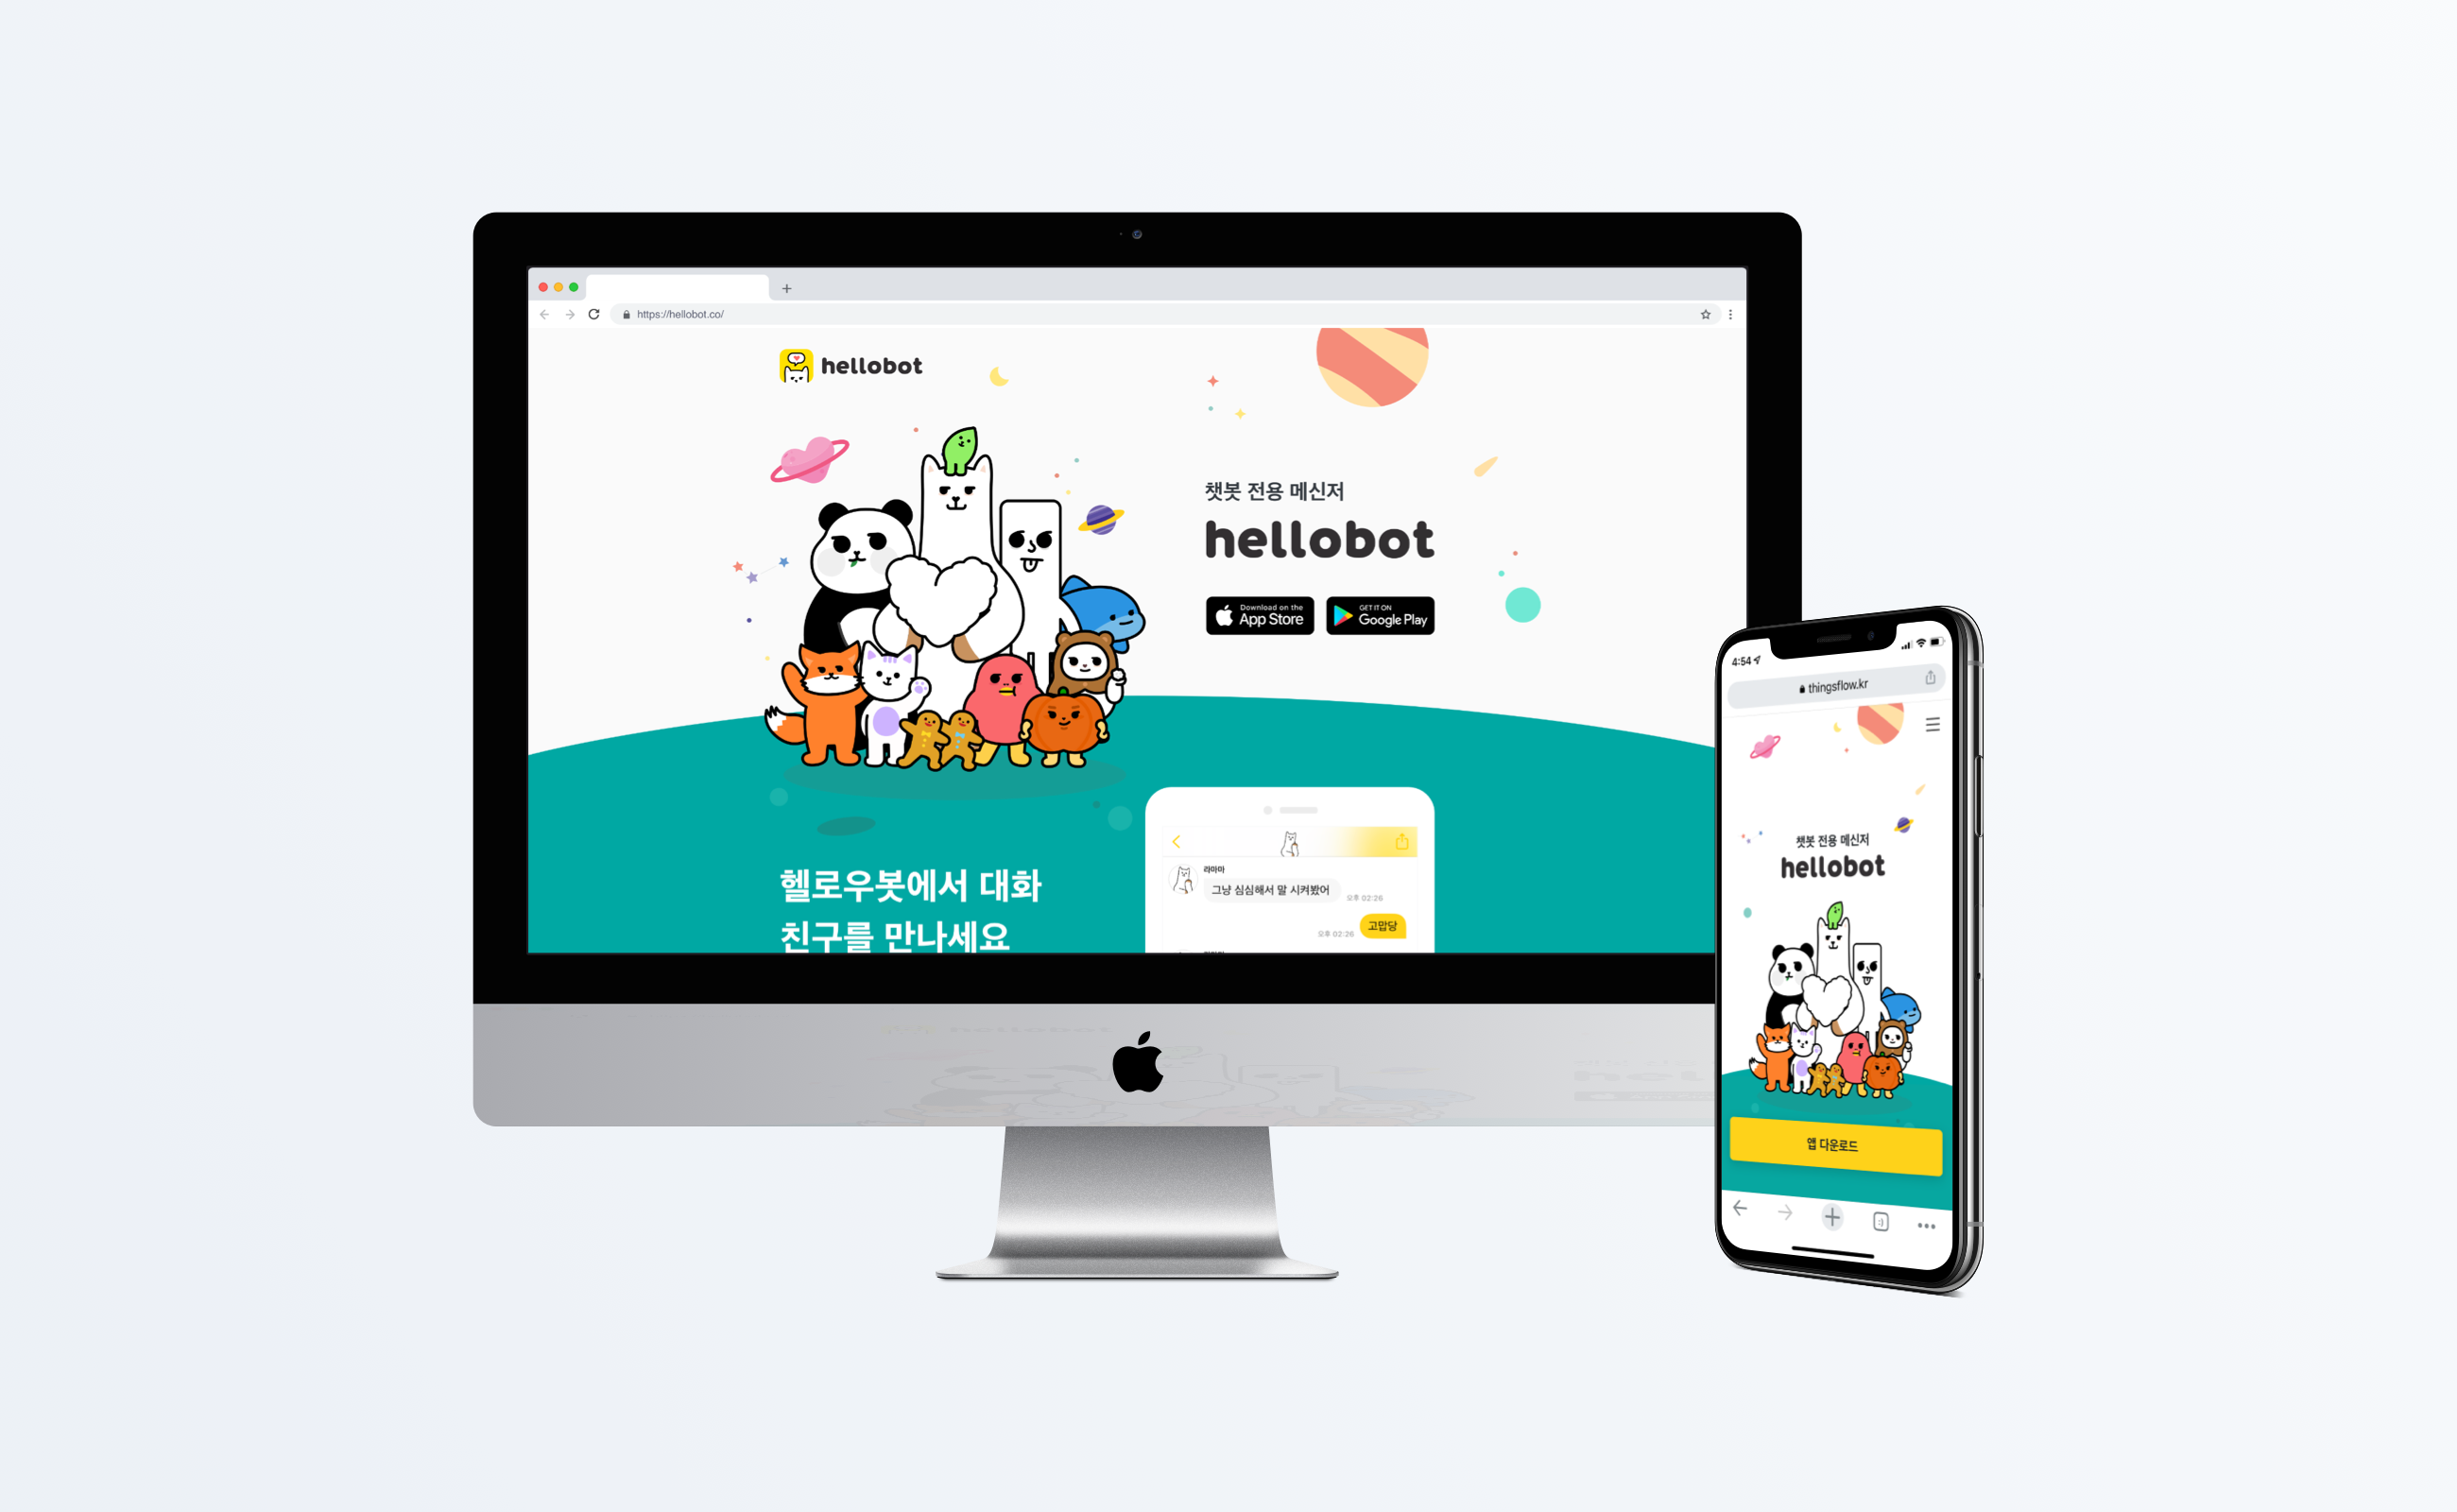 https://hellobot.co/
hellobot
챗봇 전용 메신저
hellobot
Download on the
App Store
GET IT ON
Google Play
헬로우봇에서 대화
친구를 만나세요
라마마
그냥 심심해서 말 시켜봤어
오후 02:26
오후 02:26
고맙당
4:54
thingsflow.kr
챗봇 전용 메신저
hellobot
앱 다운로드
:)